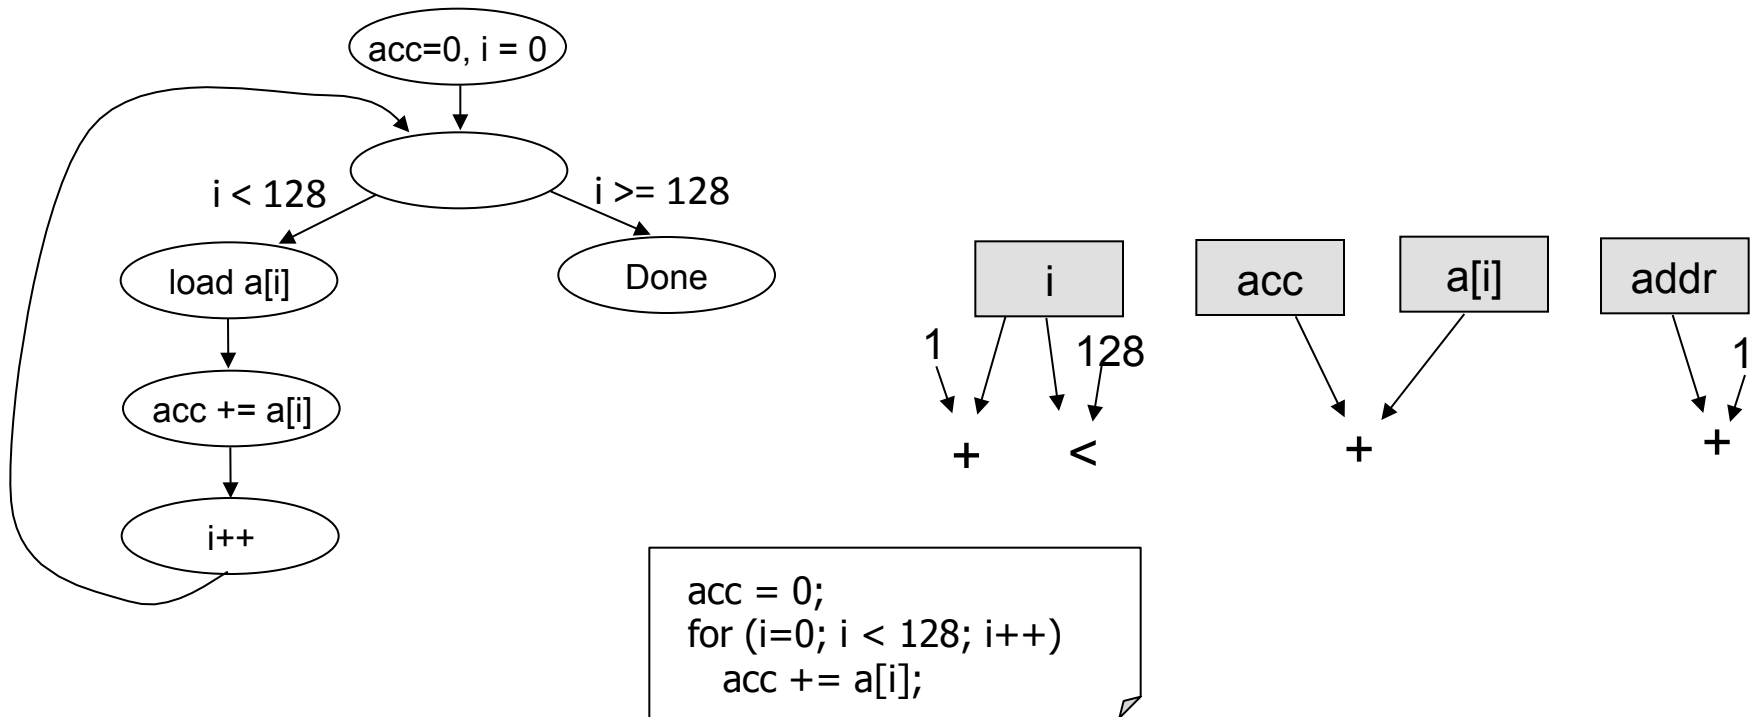 acc=0, i = 0
i < 128
i >= 128
load a[i]
Done
acc += a[i]
i++
i
acc
a[i]
addr
1
128
1
+
<
+
+
acc = 0;
for (i=0; i < 128; i++)
acc += a[i];